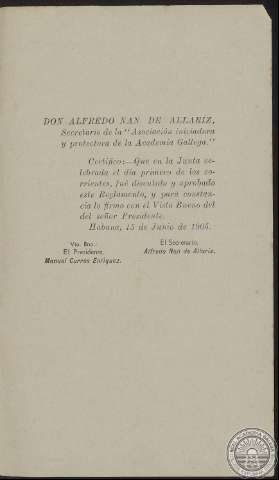 DON ALFREDO NAN DE ALLARIZ,
Secretario de la "Asociación iniciadora
y protectora de la Academia Gallega."
Certifico:—Que en la Junta ce-
lebrada el día primero de los co-
rrientes, fué discutido y aprobado
este Reglamento, y para constan-
cia lo firmo con el Visto Bueno del
del señor Presidente.
Habana, 15 de Junio de 1905.
Vto. Bno.
El Presidente,
Manuel Curros Enríquez.
El Secretario,
Alfredo Nan de Allariz.